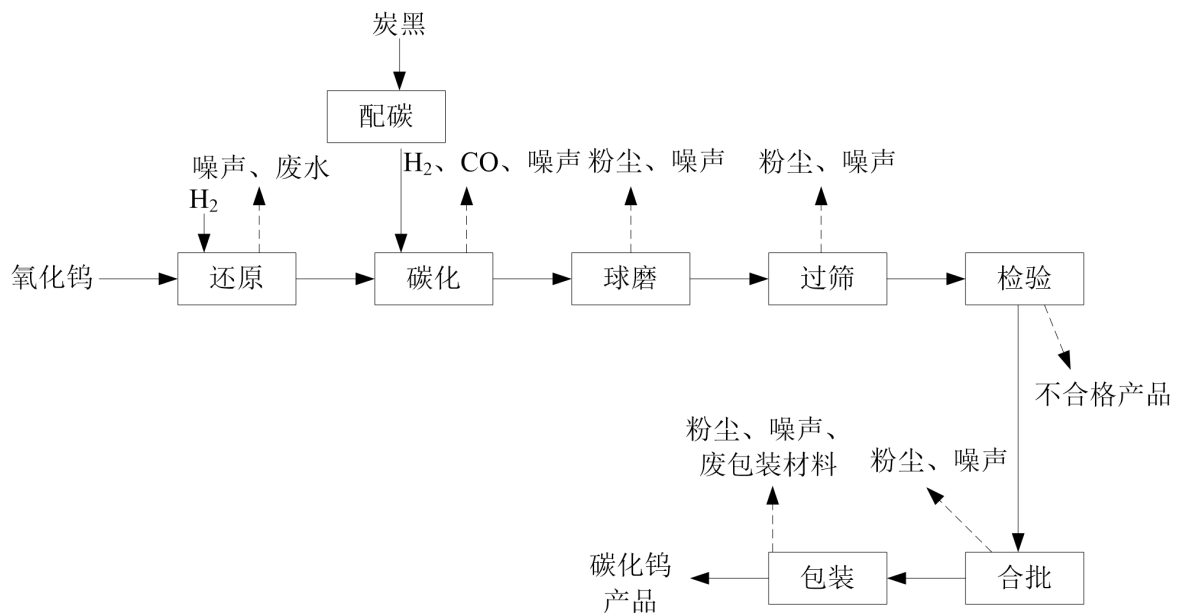 炭黑
配碳
噪声、废水
H₂、CO、噪声
粉尘、噪声
粉尘、噪声
H₂
氧化钨
还原
碳化
球磨
过筛
检验
不合格产品
粉尘、噪声、
废包装材料
粉尘、噪声
碳化钨
产品
包装
合批